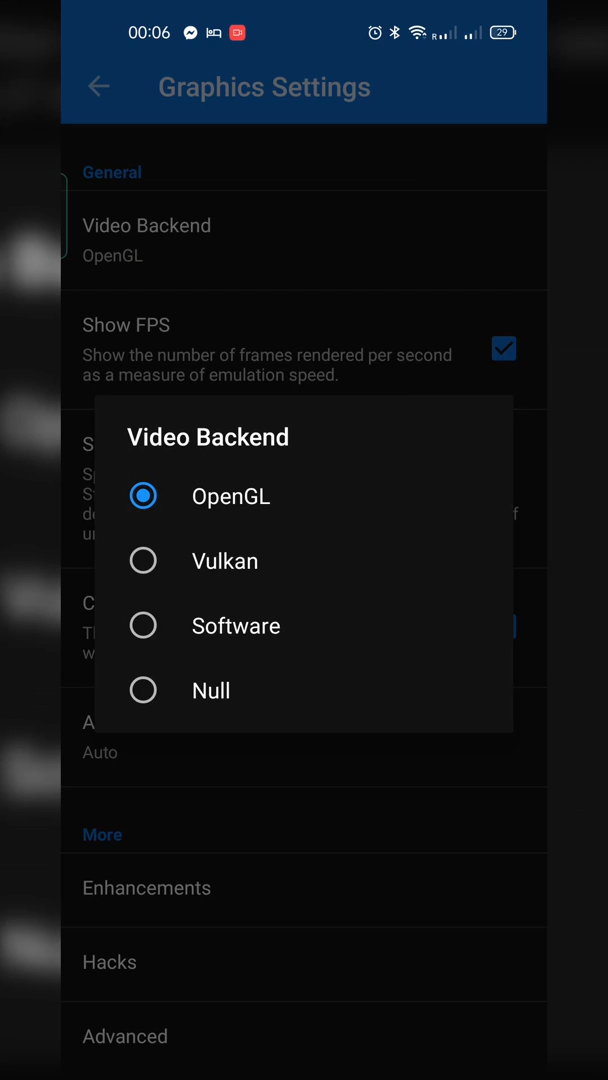 00:06
R
29
Graphics Settings
General
Video Backend
OpenGL
Show FPS
Show the number of frames rendered per second
as a measure of emulation speed.
Video Backend
OpenGL
Vulkan
Software
Null
Auto
More
Enhancements
Hacks
Advanced